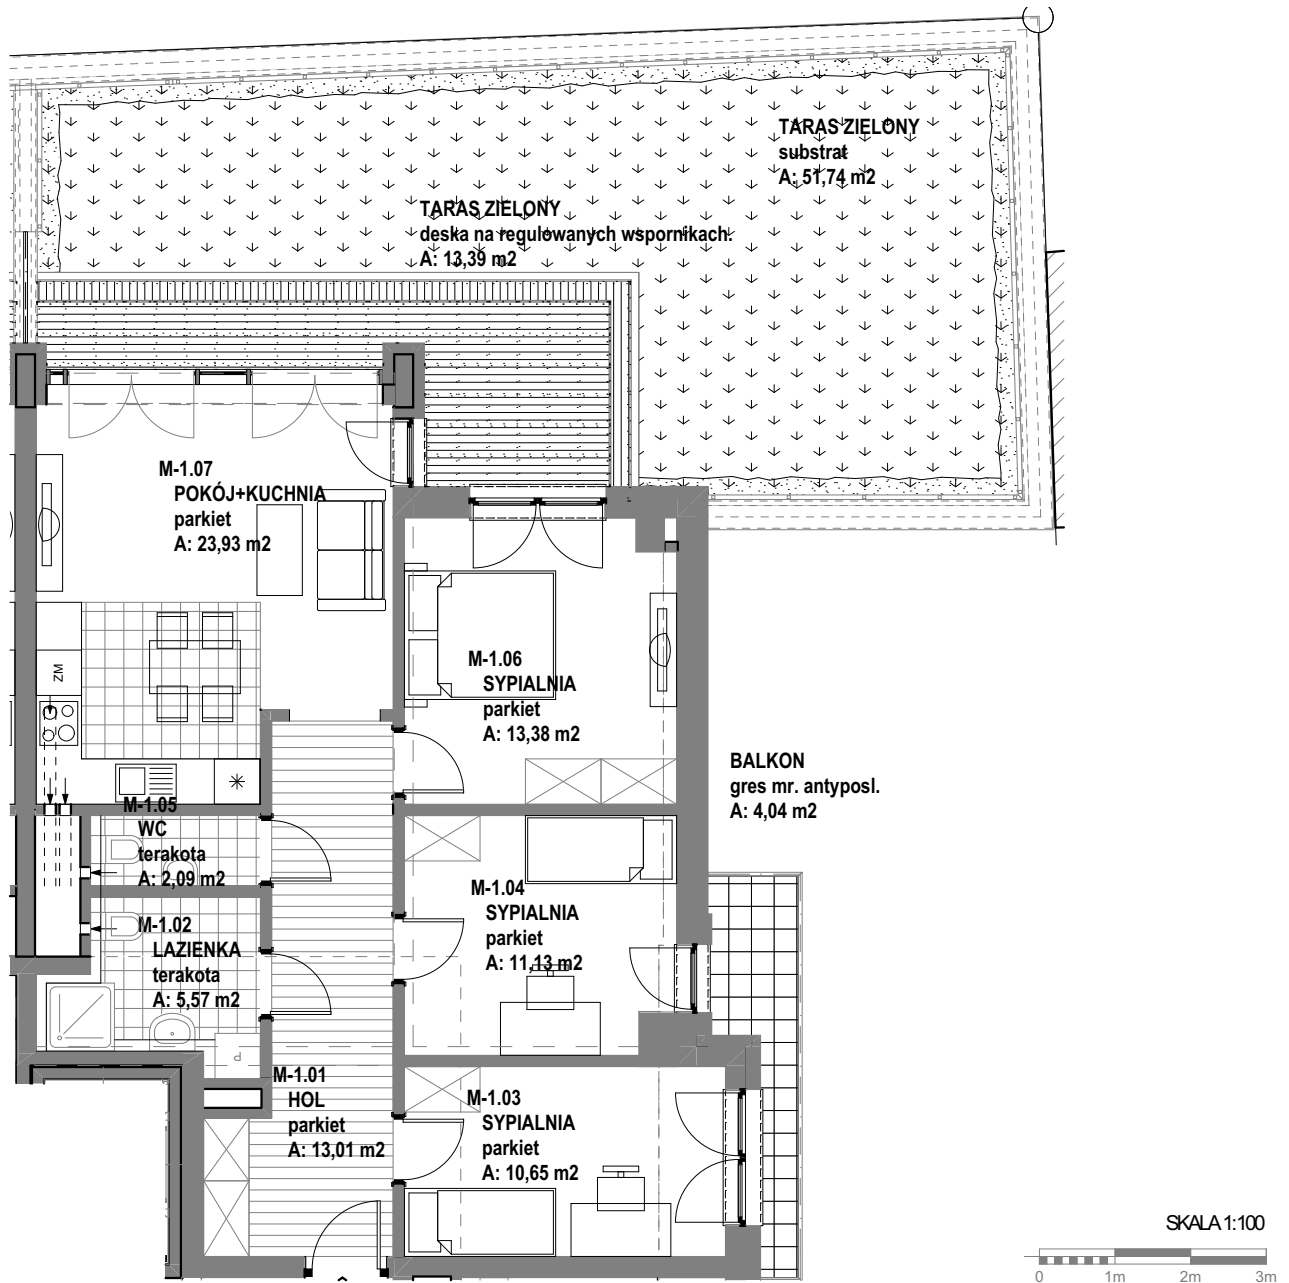 TARAS ZIELONY
substrat
A: 51,74 m2
TARAS ZIELONY
deska na regulowanych wspornikach.
A: 13,39 m2
M-1.07
POKÓJ+KUCHNIA
parkiet
A: 23,93 m2
ZM
M-1.06
SYPIALNIA
parkiet
A: 13,38 m2
BALKON
gres mr. antyposl.
A: 4,04 m2
M-1.05
WC
terakota
A: 2,09 m2
M-1.04
SYPIALNIA
parkiet
A: 11,13 m2
M-1.02
LAZIENKA
terakota
A: 5,57 m2
P
M-1.01
HOL
parkiet
A: 13,01 m2
M-1.03
SYPIALNIA
parkiet
A: 10,65 m2
SKALA 1:100
0 1m 2m 3m